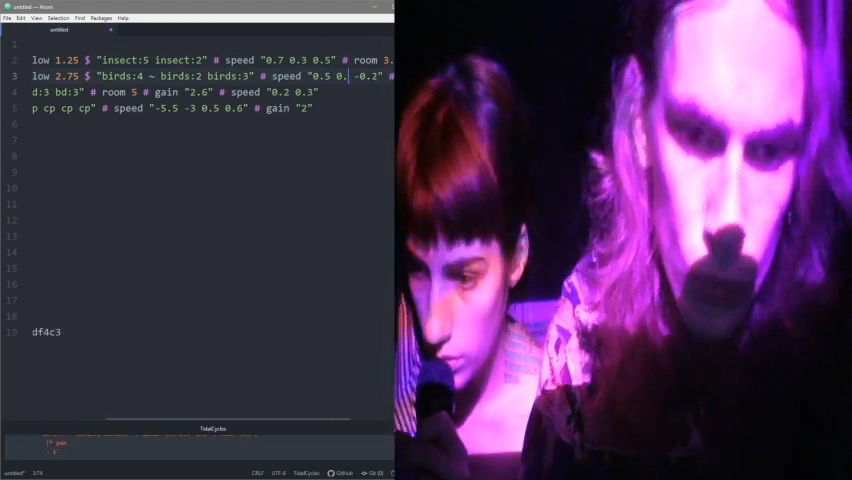 untitled — Atom
File Edit View Selection Find Packages Help
untitled
1
2 low 1.25 $ "insect:5 insect:2" # speed "0.7 0.3 0.5" # room 3.
3 low 2.75 $ "birds:4 ~ birds:2 birds:3" # speed "0.5 0. -0.2" #
4 d:3 bd:3" # room 5 # gain "2.6" # speed "0.2 0.3"
5 p cp cp cp" # speed "-5.5 -3 0.5 0.6" # gain "2"
6
7
8
9
10
11
12
13
14
15
16
17
18
19 df4c3
TidalCycles
|* pan
- 1"
untitled* 3:74 CRLF UTF-8 TidalCycles GitHub Git (0)